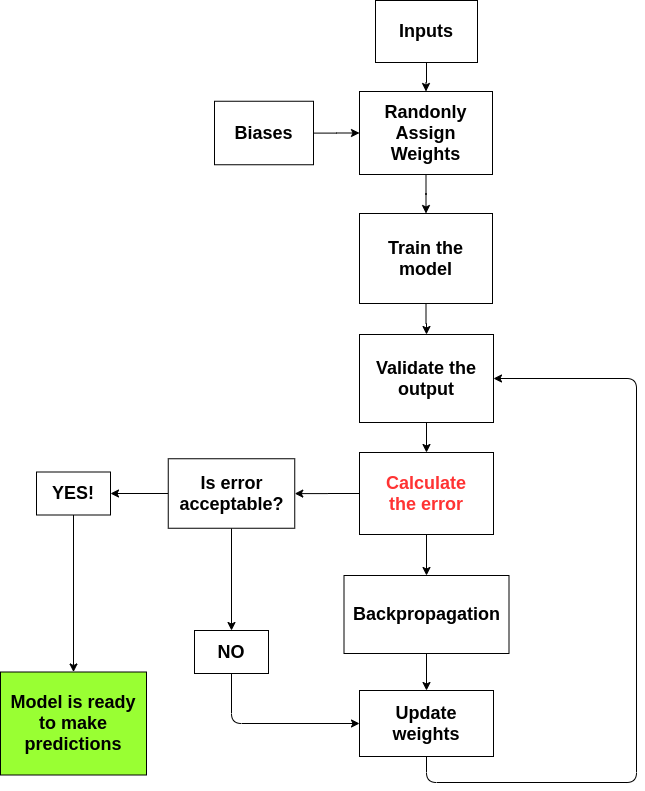 Inputs
Biases
Randonly
Assign
Weights
Train the
model
Validate the
output
Calculate
the error
Is error
acceptable?
YES!
NO
Backpropagation
Update
weights
Model is ready
to make
predictions